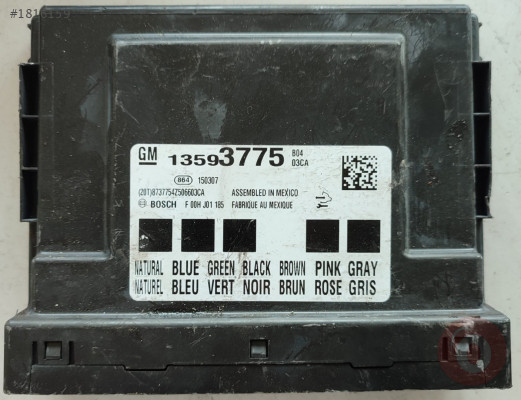 GM 13593775 B04
03CA
864 150307
(20T)87377542506603CA ASSEMBLED IN MEXICO
BOSCH F 00H J01 185 FABRIQUE AU MEXIQUE
NATURAL BLUE GREEN BLACK BROWN PINK GRAY
NATUREL BLEU VERT NOIR BRUN ROSE GRIS